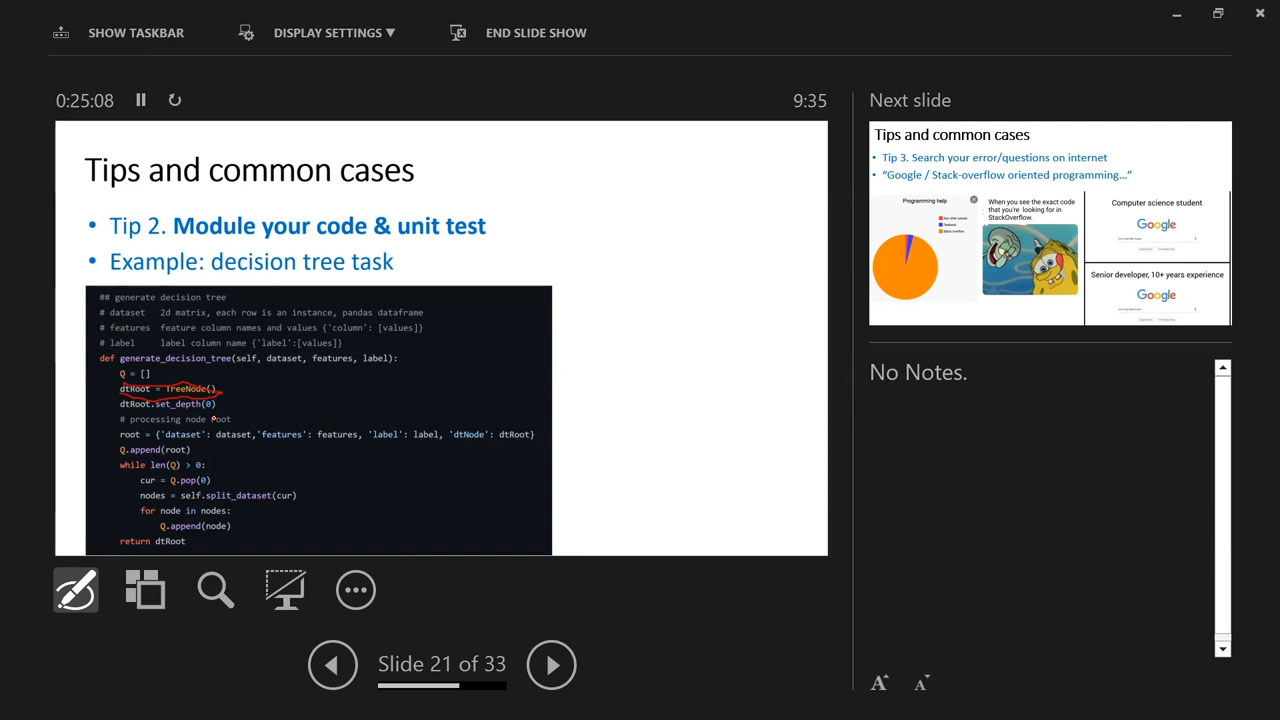 SHOW TASKBAR
DISPLAY SETTINGS ▼
END SLIDE SHOW
0:25:08
9:35
Tips and common cases
• Tip 2. Module your code & unit test
• Example: decision tree task
## generate decision tree
# dataset 2d matrix, each row is an instance, pandas dataframe
# features feature column names and values {'column': [values]}
# label label column name {'label':[values]}
def generate_decision_tree(self, dataset, features, label):
Q = []
dtRoot = TreeNode()
dtRoot.set_depth(0)
# processing node root
root = {'dataset': dataset,'features': features, 'label': label, 'dtNode': dtRoot}
Q.append(root)
while len(Q) > 0:
cur = Q.pop(0)
nodes = self.split_dataset(cur)
for node in nodes:
Q.append(node)
return dtRoot
Slide 21 of 33
Next slide
Tips and common cases
• Tip 3. Search your error/questions on internet
• “Google / Stack-overflow oriented programming…”
Programming help
Ask other people
Stack overflow
When you see the exact code
that you're looking for in
StackOverflow.
Computer science student
Google
Senior developer, 10+ years experience
Google
No Notes.
A
A